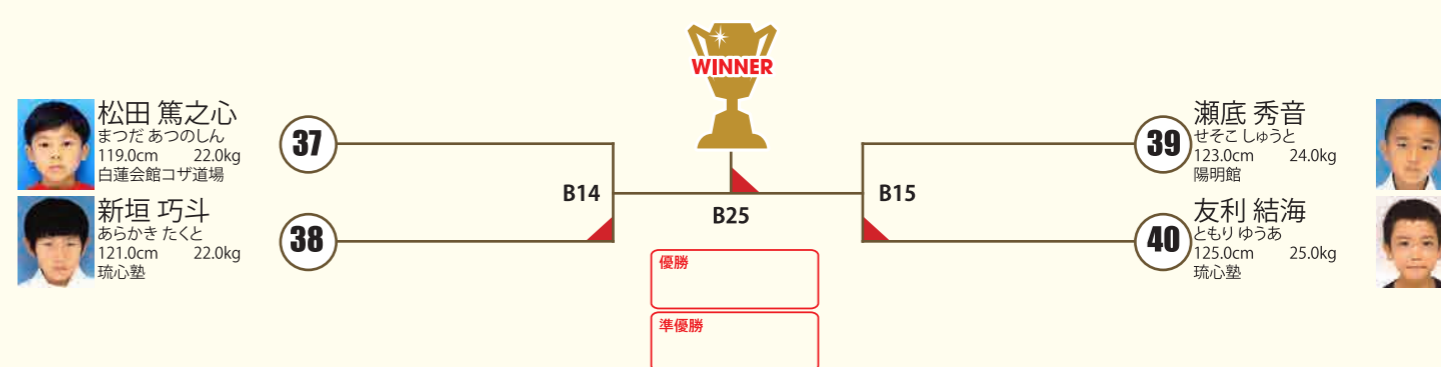 WINNER
松田 篤之心
まつだ あつのしん
119.0cm 22.0kg
白蓮会館コザ道場
37
新垣 巧斗
あらかき たくと
121.0cm 22.0kg
琉心塾
38
B14
B25
B15
39
瀬底 秀音
せそこ しゅうと
123.0cm 24.0kg
陽明館
40
友利 結海
ともり ゆうあ
125.0cm 25.0kg
琉心塾
優勝
準優勝